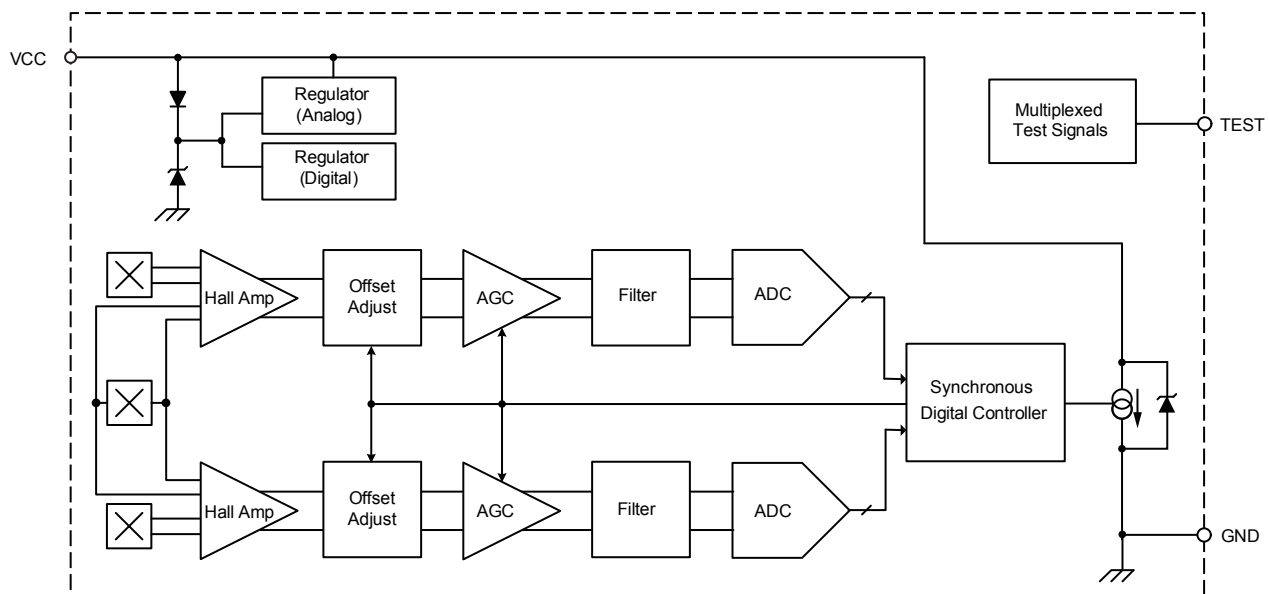 VCC
Regulator
(Analog)
Regulator
(Digital)
Multiplexed
Test Signals
TEST
Hall Amp
Offset
Adjust
AGC
Filter
ADC
Synchronous
Digital Controller
Hall Amp
Offset
Adjust
AGC
Filter
ADC
GND